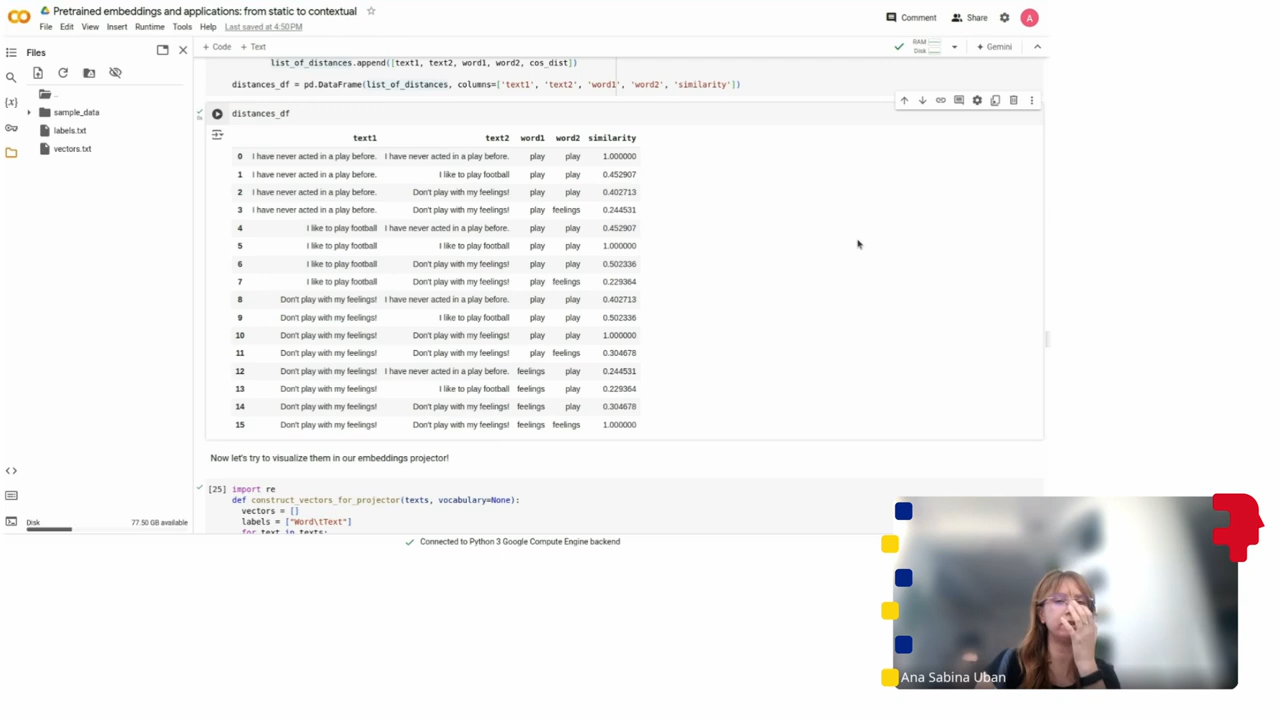 Pretrained embeddings and applications: from static to contextual
File Edit View Insert Runtime Tools Help Last saved at 4:50PM
Comment Share A
Files
+ Code + Text
RAM
Disk
Gemini
..
sample_data
labels.txt
vectors.txt
list_of_distances.append([text1, text2, word1, word2, cos_dist])
distances_df = pd.DataFrame(list_of_distances, columns=['text1', 'text2', 'word1', 'word2', 'similarity'])
distances_df
text1 text2 word1 word2 similarity
0 I have never acted in a play before. I have never acted in a play before. play play 1.000000
1 I have never acted in a play before. I like to play football play play 0.452907
2 I have never acted in a play before. Don't play with my feelings! play play 0.402713
3 I have never acted in a play before. Don't play with my feelings! play feelings 0.244531
4 I like to play football I have never acted in a play before. play play 0.452907
5 I like to play football I like to play football play play 1.000000
6 I like to play football Don't play with my feelings! play play 0.502336
7 I like to play football Don't play with my feelings! play feelings 0.229364
8 Don't play with my feelings! I have never acted in a play before. play play 0.402713
9 Don't play with my feelings! I like to play football play play 0.502336
10 Don't play with my feelings! Don't play with my feelings! play play 1.000000
11 Don't play with my feelings! Don't play with my feelings! play feelings 0.304678
12 Don't play with my feelings! I have never acted in a play before. feelings play 0.244531
13 Don't play with my feelings! I like to play football feelings play 0.229364
14 Don't play with my feelings! Don't play with my feelings! feelings play 0.304678
15 Don't play with my feelings! Don't play with my feelings! feelings feelings 1.000000
Now let's try to visualize them in our embeddings projector!
[25] import re
def construct_vectors_for_projector(texts, vocabulary=None):
vectors = []
labels = ["Word\tText"]
for text in texts:
Disk 77.50 GB available
Connected to Python 3 Google Compute Engine backend
Ana Sabina Uban